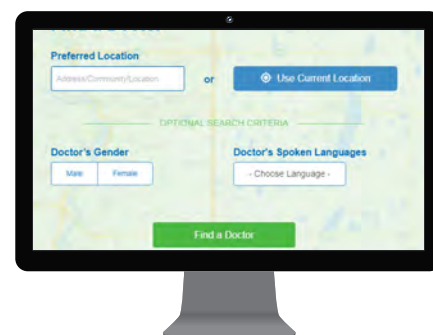 Preferred Location
Address/Community/Location
or
Use Current Location
OPTIONAL SEARCH CRITERIA
Doctor's Gender
Doctor's Spoken Languages
Male
Female
- Choose Language -
Find a Doctor